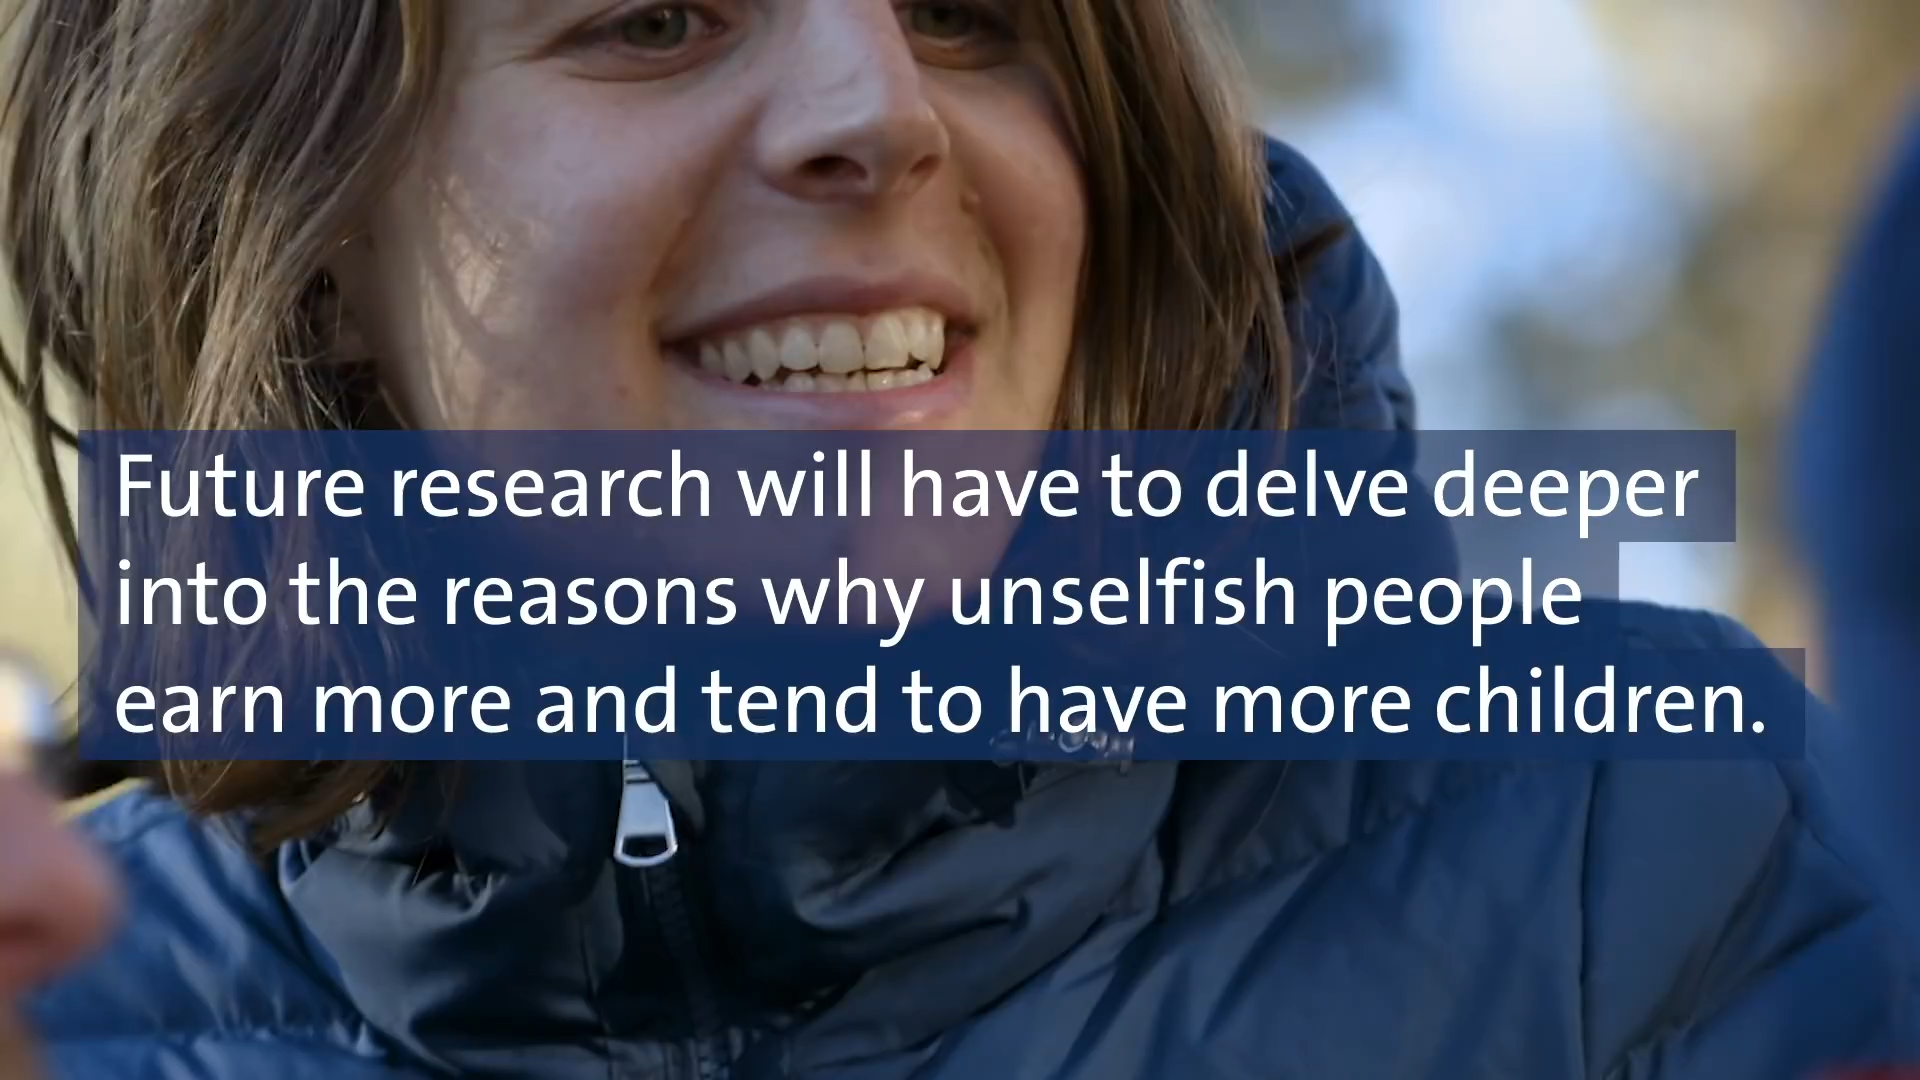 Future research will have to delve deeper
into the reasons why unselfish people
earn more and tend to have more children.